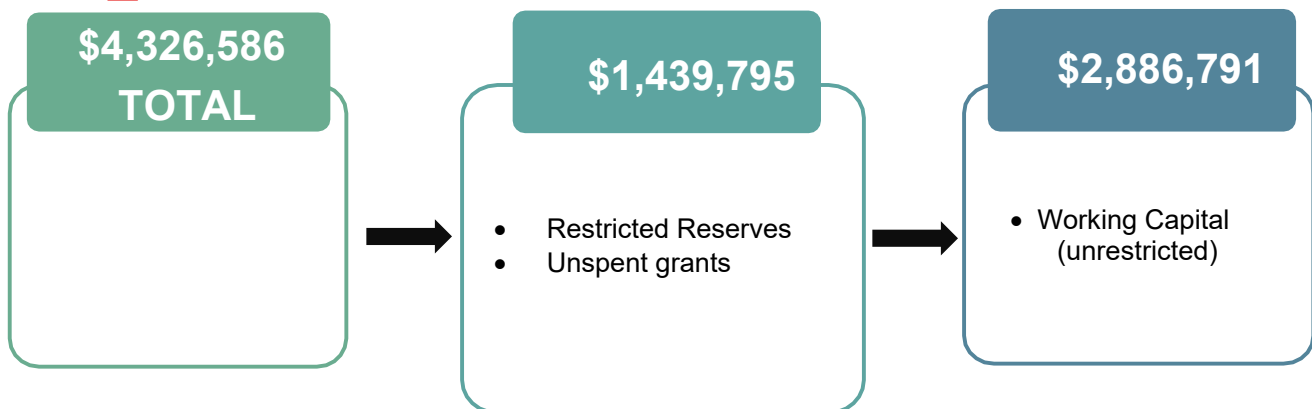 $4,326,586
TOTAL
$1,439,795
• Restricted Reserves
• Unspent grants
$2,886,791
• Working Capital
(unrestricted)